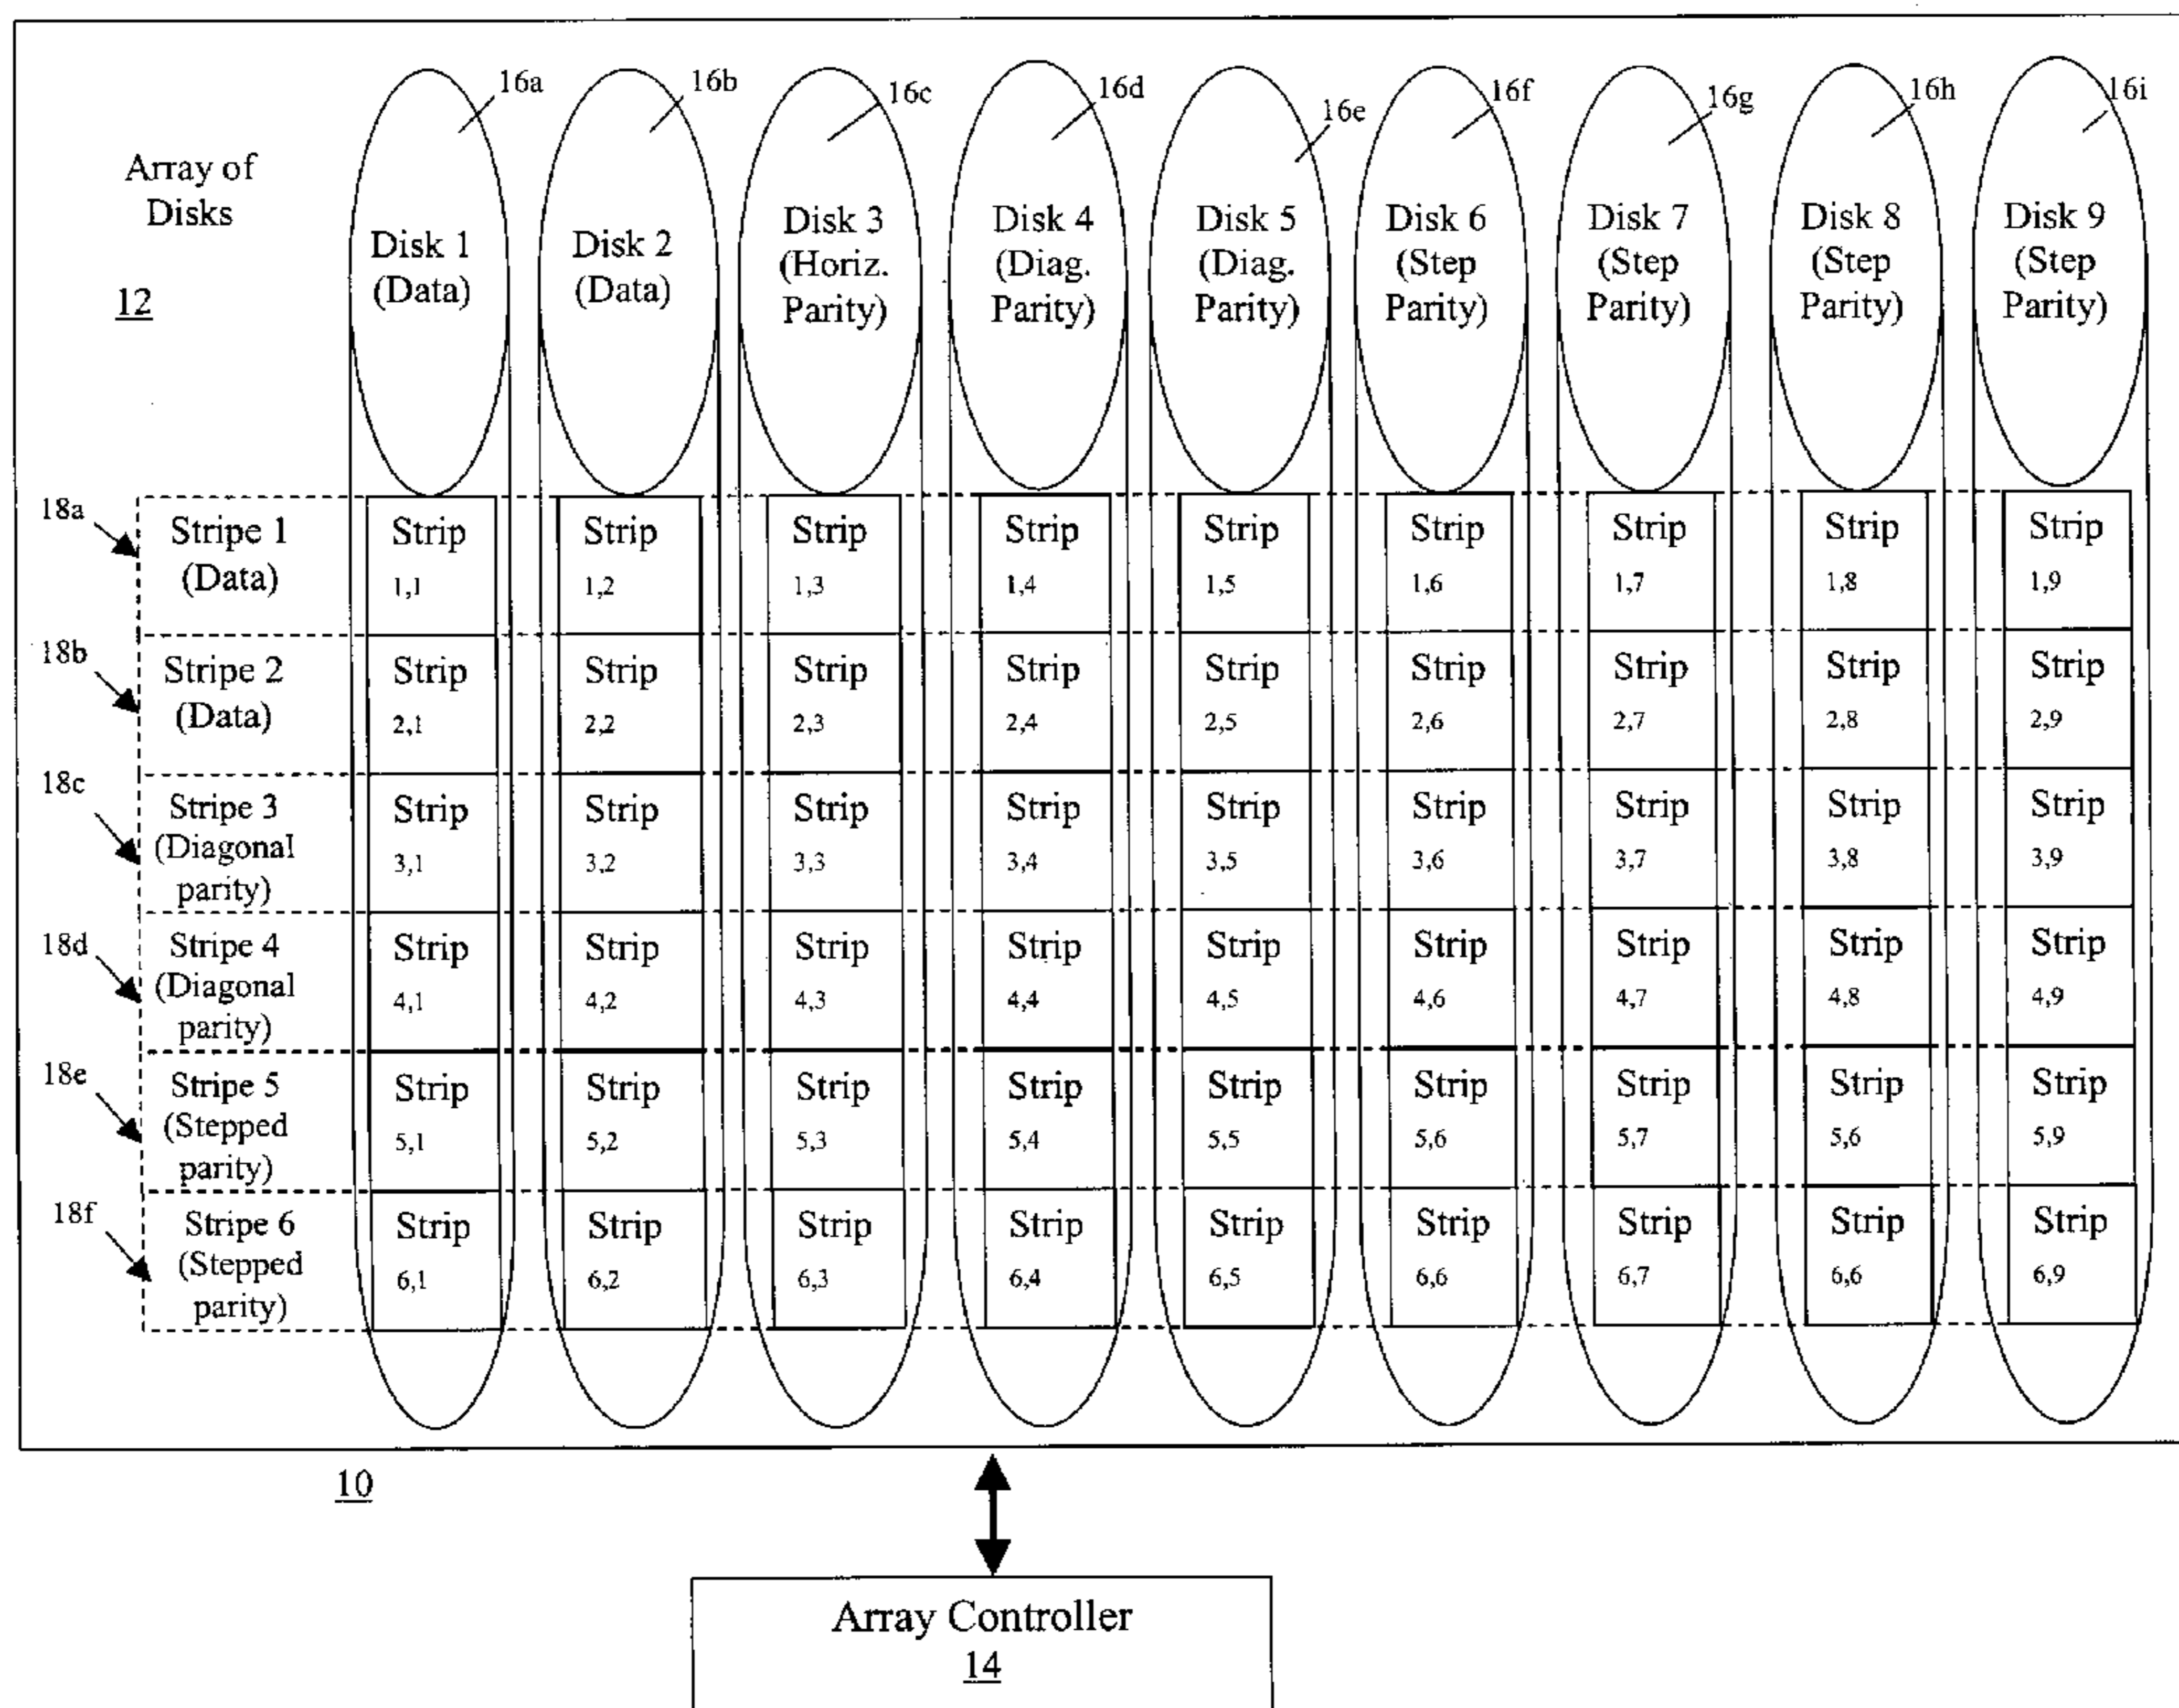 16a
16b
16c
16d
16e
16f
16g
16h
16i
Array of
Disks
12
Disk 1
(Data)
Disk 2
(Data)
Disk 3
(Horiz.
Parity)
Disk 4
(Diag.
Parity)
Disk 5
(Diag.
Parity)
Disk 6
(Step
Parity)
Disk 7
(Step
Parity)
Disk 8
(Step
Parity)
Disk 9
(Step
Parity)
18a
Stripe 1
(Data)
Strip Strip Strip Strip Strip Strip Strip Strip Strip
1,1 1,2 1,3 1,4 1,5 1,6 1,7 1,8 1,9
18b
Stripe 2
(Data)
Strip Strip Strip Strip Strip Strip Strip Strip Strip
2,1 2,2 2,3 2,4 2,5 2,6 2,7 2,8 2,9
18c
Stripe 3
(Diagonal
parity)
Strip Strip Strip Strip Strip Strip Strip Strip Strip
3,1 3,2 3,3 3,4 3,5 3,6 3,7 3,8 3,9
18d
Stripe 4
(Diagonal
parity)
Strip Strip Strip Strip Strip Strip Strip Strip Strip
4,1 4,2 4,3 4,4 4,5 4,6 4,7 4,8 4,9
18e
Stripe 5
(Stepped
parity)
Strip Strip Strip Strip Strip Strip Strip Strip Strip
5,1 5,2 5,3 5,4 5,5 5,6 5,7 5,6 5,9
18f
Stripe 6
(Stepped
parity)
Strip Strip Strip Strip Strip Strip Strip Strip Strip
6,1 6,2 6,3 6,4 6,5 6,6 6,7 6,6 6,9
10
Array Controller
14